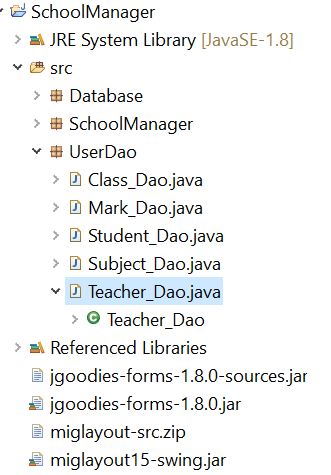 SchoolManager
JRE System Library [JavaSE-1.8]
src
Database
SchoolManager
UserDao
Class_Dao.java
Mark_Dao.java
Student_Dao.java
Subject_Dao.java
Teacher_Dao.java
Teacher_Dao
Referenced Libraries
jgoodies-forms-1.8.0-sources.jar
jgoodies-forms-1.8.0.jar
miglayout-src.zip
miglayout15-swing.jar